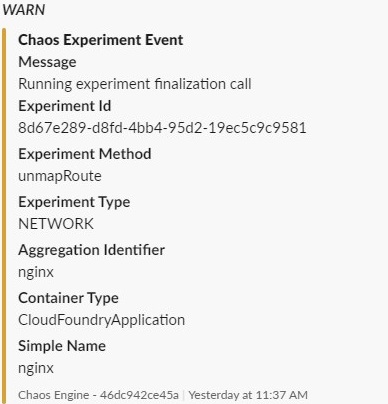 WARN
Chaos Experiment Event
Message
Running experiment finalization call
Experiment Id
8d67e289-d8fd-4bb4-95d2-19ec5c9c9581
Experiment Method
unmapRoute
Experiment Type
NETWORK
Aggregation Identifier
nginx
Container Type
CloudFoundryApplication
Simple Name
nginx
Chaos Engine - 46dc942ce45a | Yesterday at 11:37 AM